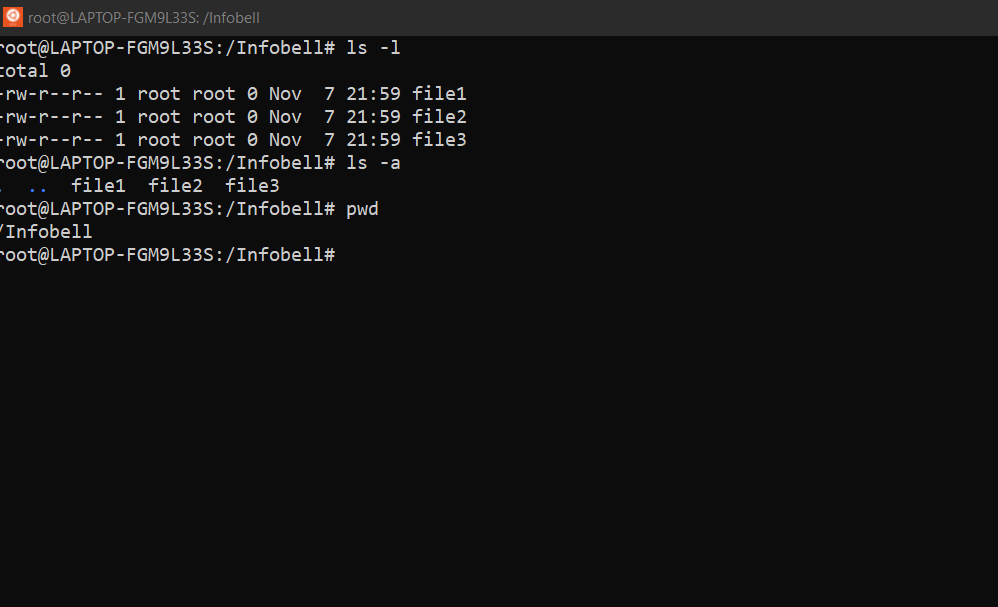 root@LAPTOP-FGM9L33S: /Infobell
root@LAPTOP-FGM9L33S:/Infobell# ls -l
total 0
-rw-r--r-- 1 root root 0 Nov  7 21:59 file1
-rw-r--r-- 1 root root 0 Nov  7 21:59 file2
-rw-r--r-- 1 root root 0 Nov  7 21:59 file3
root@LAPTOP-FGM9L33S:/Infobell# ls -a
.  ..  file1  file2  file3
root@LAPTOP-FGM9L33S:/Infobell# pwd
/Infobell
root@LAPTOP-FGM9L33S:/Infobell#